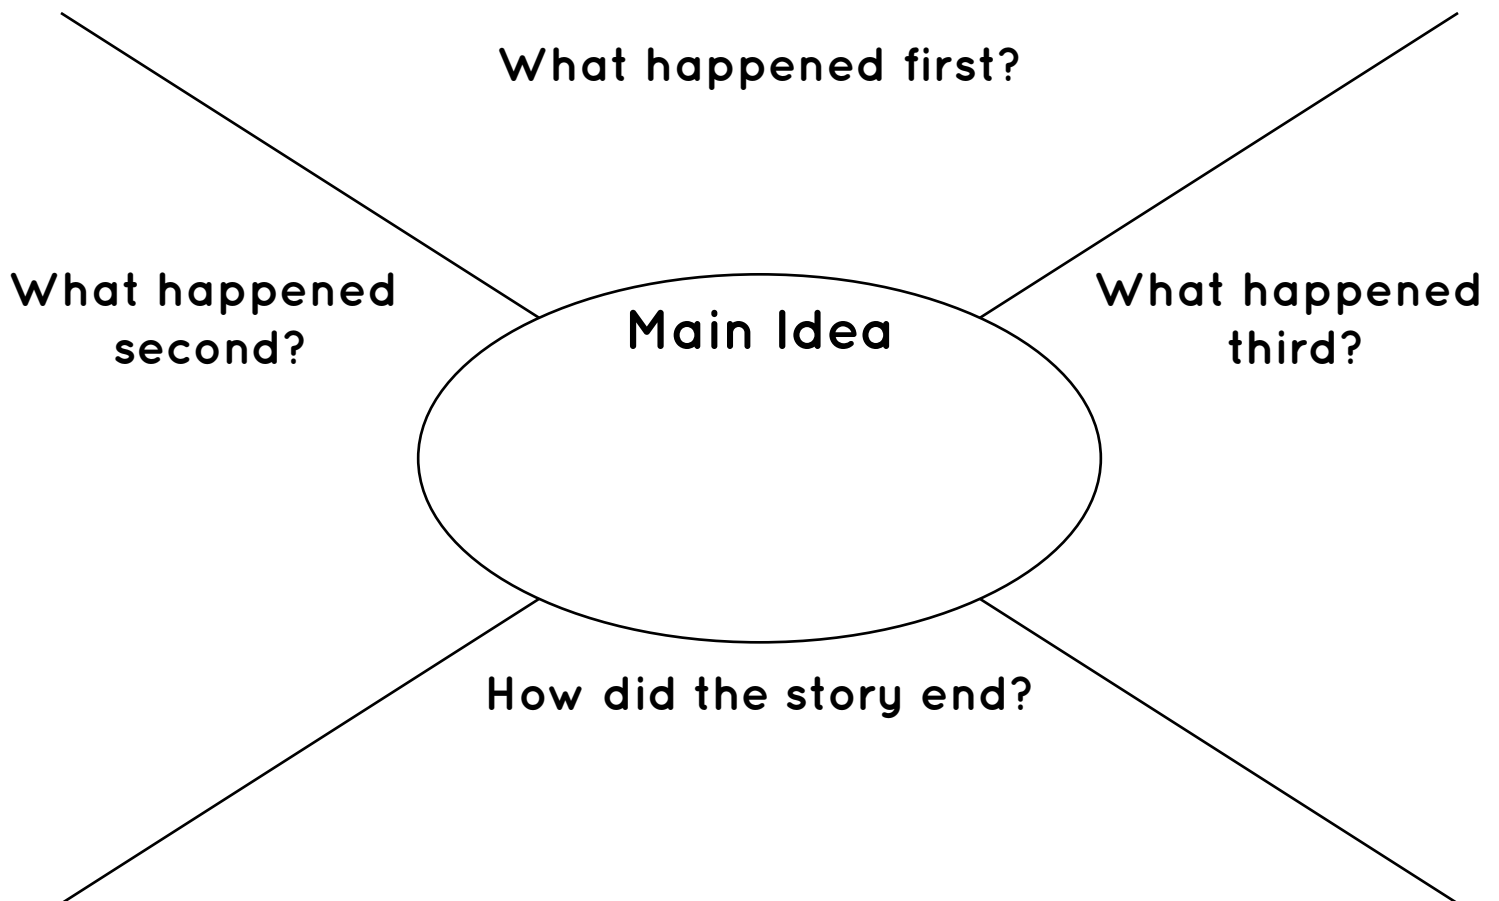 What happened first?
What happened
second?
What happened
third?
Main Idea
How did the story end?